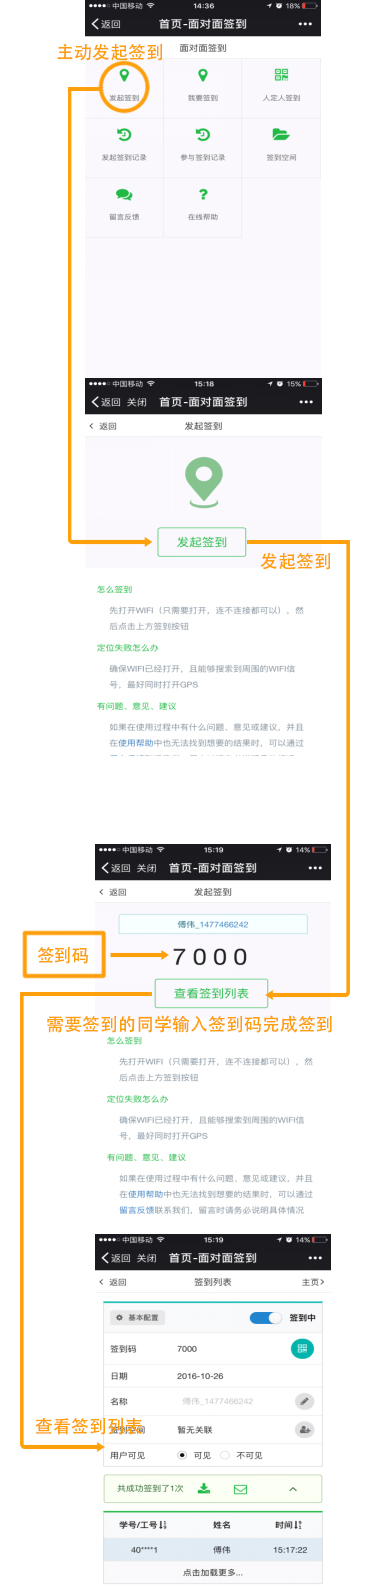 中国移动 14:36 18%
返回 首页-面对面签到
主动发起签到
面对面签到
发起签到 我要签到 人定人签到
发起签到记录 参与签到记录 签到空间
留言反馈 在线帮助
中国移动 15:18 15%
返回 关闭 首页-面对面签到
返回 发起签到
发起签到
发起签到
怎么签到
先打开WIFI（只需要打开，连不连接都可以），然
后点击上方签到按钮
定位失败怎么办
确保WIFI已经打开，且能够搜索到周围的WIFI信
号，最好同时打开GPS
有问题、意见、建议
如果在使用过程中有什么问题、意见或建议，并且
在使用帮助中也无法找到想要的结果时，可以通过
中国移动 15:19 14%
返回 关闭 首页-面对面签到
返回 发起签到
傅伟_1477466242
签到码
7000
查看签到列表
需要签到的同学输入签到码完成签到
怎么签到
先打开WIFI（只需要打开，连不连接都可以），然
后点击上方签到按钮
定位失败怎么办
确保WIFI已经打开，且能够搜索到周围的WIFI信
号，最好同时打开GPS
有问题、意见、建议
如果在使用过程中有什么问题、意见或建议，并且
在使用帮助中也无法找到想要的结果时，可以通过
留言反馈联系我们，留言时请务必说明具体情况
中国移动 15:19 14%
返回 关闭 首页-面对面签到
返回 签到列表 主页
基本配置 签到中
签到码 7000
日期 2016-10-26
名称 傅伟_1477466242
查看签到列表
签到空间 暂无关联
用户可见 可见 不可见
共成功签到了1次
学号/工号 姓名 时间
40****1 傅伟 15:17:22
点击加载更多...